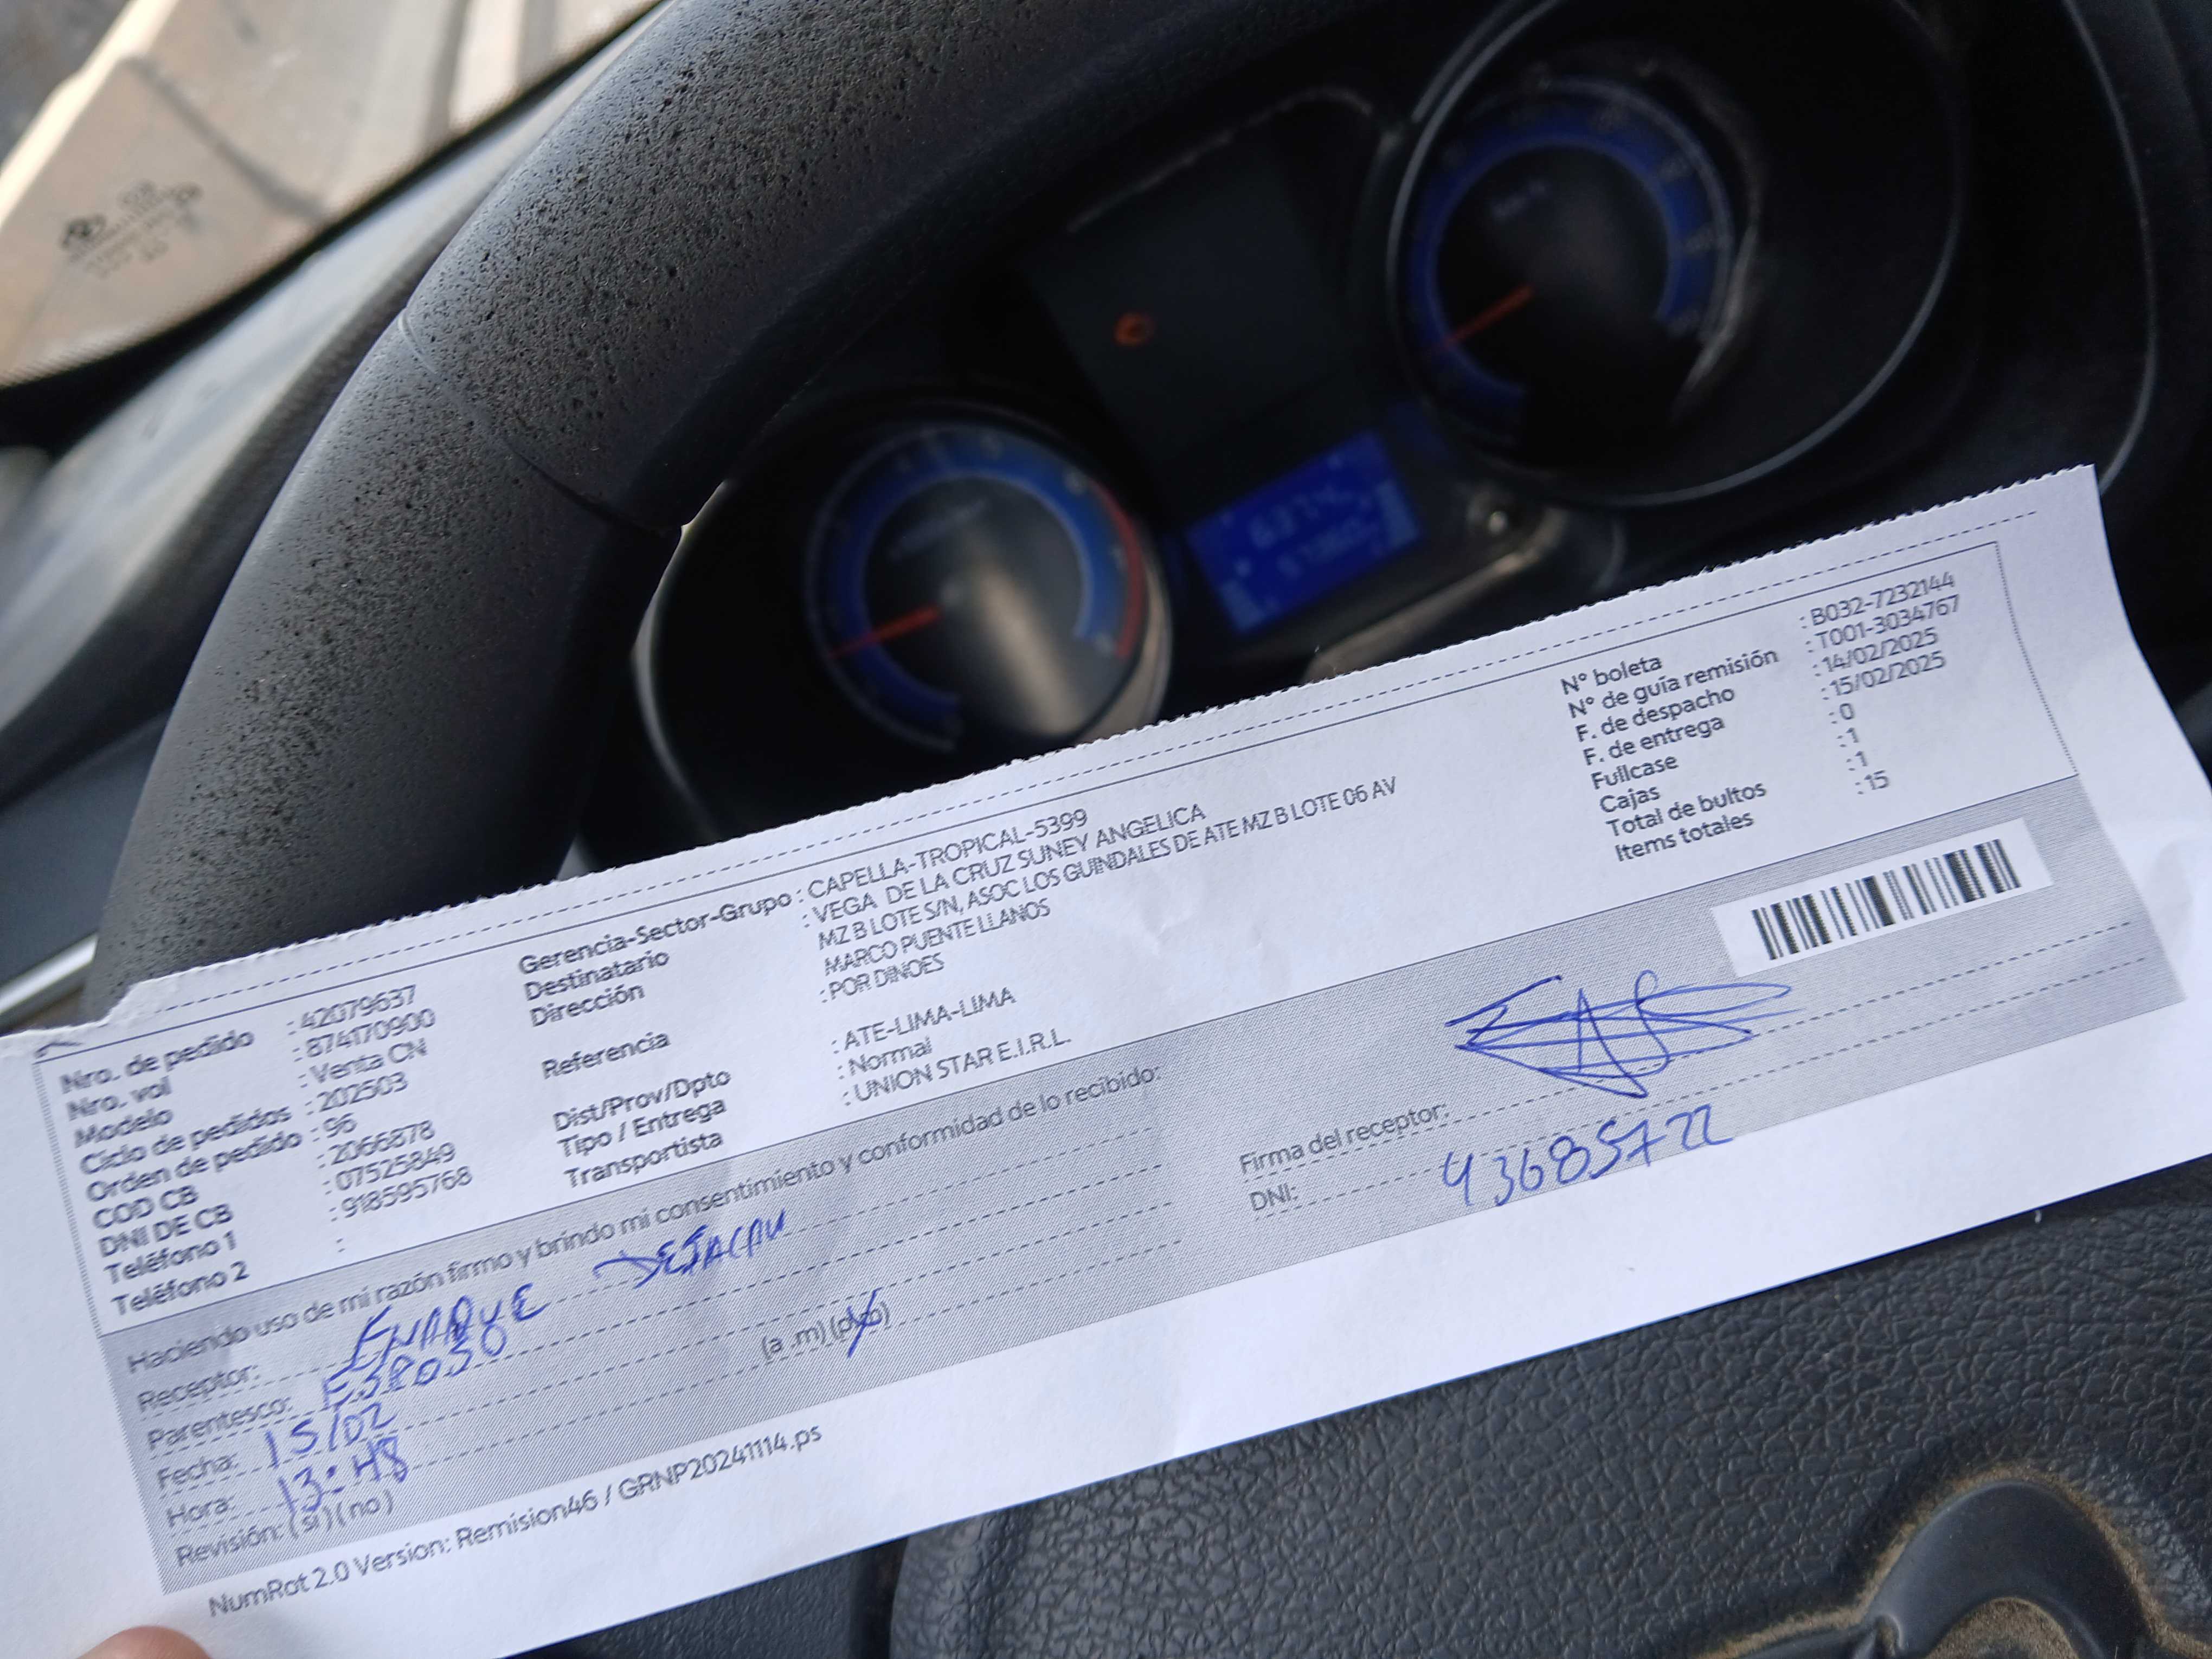 Nro. de pedido : 42079637
Nro. vol : 874170900
Modelo : Venta CN
Ciclo de pedidos : 202503
Orden de pedido : 96
COD CB : 2066878
DNI DE CB : 07525849
Teléfono 1 : 918595768
Teléfono 2 :
Gerencia-Sector-Grupo : CAPELLA-TROPICAL-5399
Destinatario : VEGA DE LA CRUZ SUNEY ANGELICA
Dirección MZ B LOTE S/N, ASOC LOS GUINDALES DE ATE MZ B LOTE 06 AV
MARCO PUENTE LLANOS
Referencia : POR DINOES
Dist/Prov/Dpto : ATE-LIMA-LIMA
Tipo / Entrega : Normal
Transportista : UNION STAR E.I.R.L.
N° boleta : B032-7232144
N° de guía remisión : T001-3034767
F. de despacho : 14/02/2025
F. de entrega : 15/02/2025
Fullcase : 0
Cajas : 1
Total de bultos : 1
Items totales : 15
Haciendo uso de mi razón firmo y brindo mi consentimiento y conformidad de lo recibido:
Receptor:
Parentesco: ESPOSO
Fecha: 15/02
Hora: 13:48 (a .m) (p.m)
Revisión: (si) (no)
Firma del receptor:
DNI: 43685722
NumRot 2.0 Version: Remision46 / GRNP20241114.ps